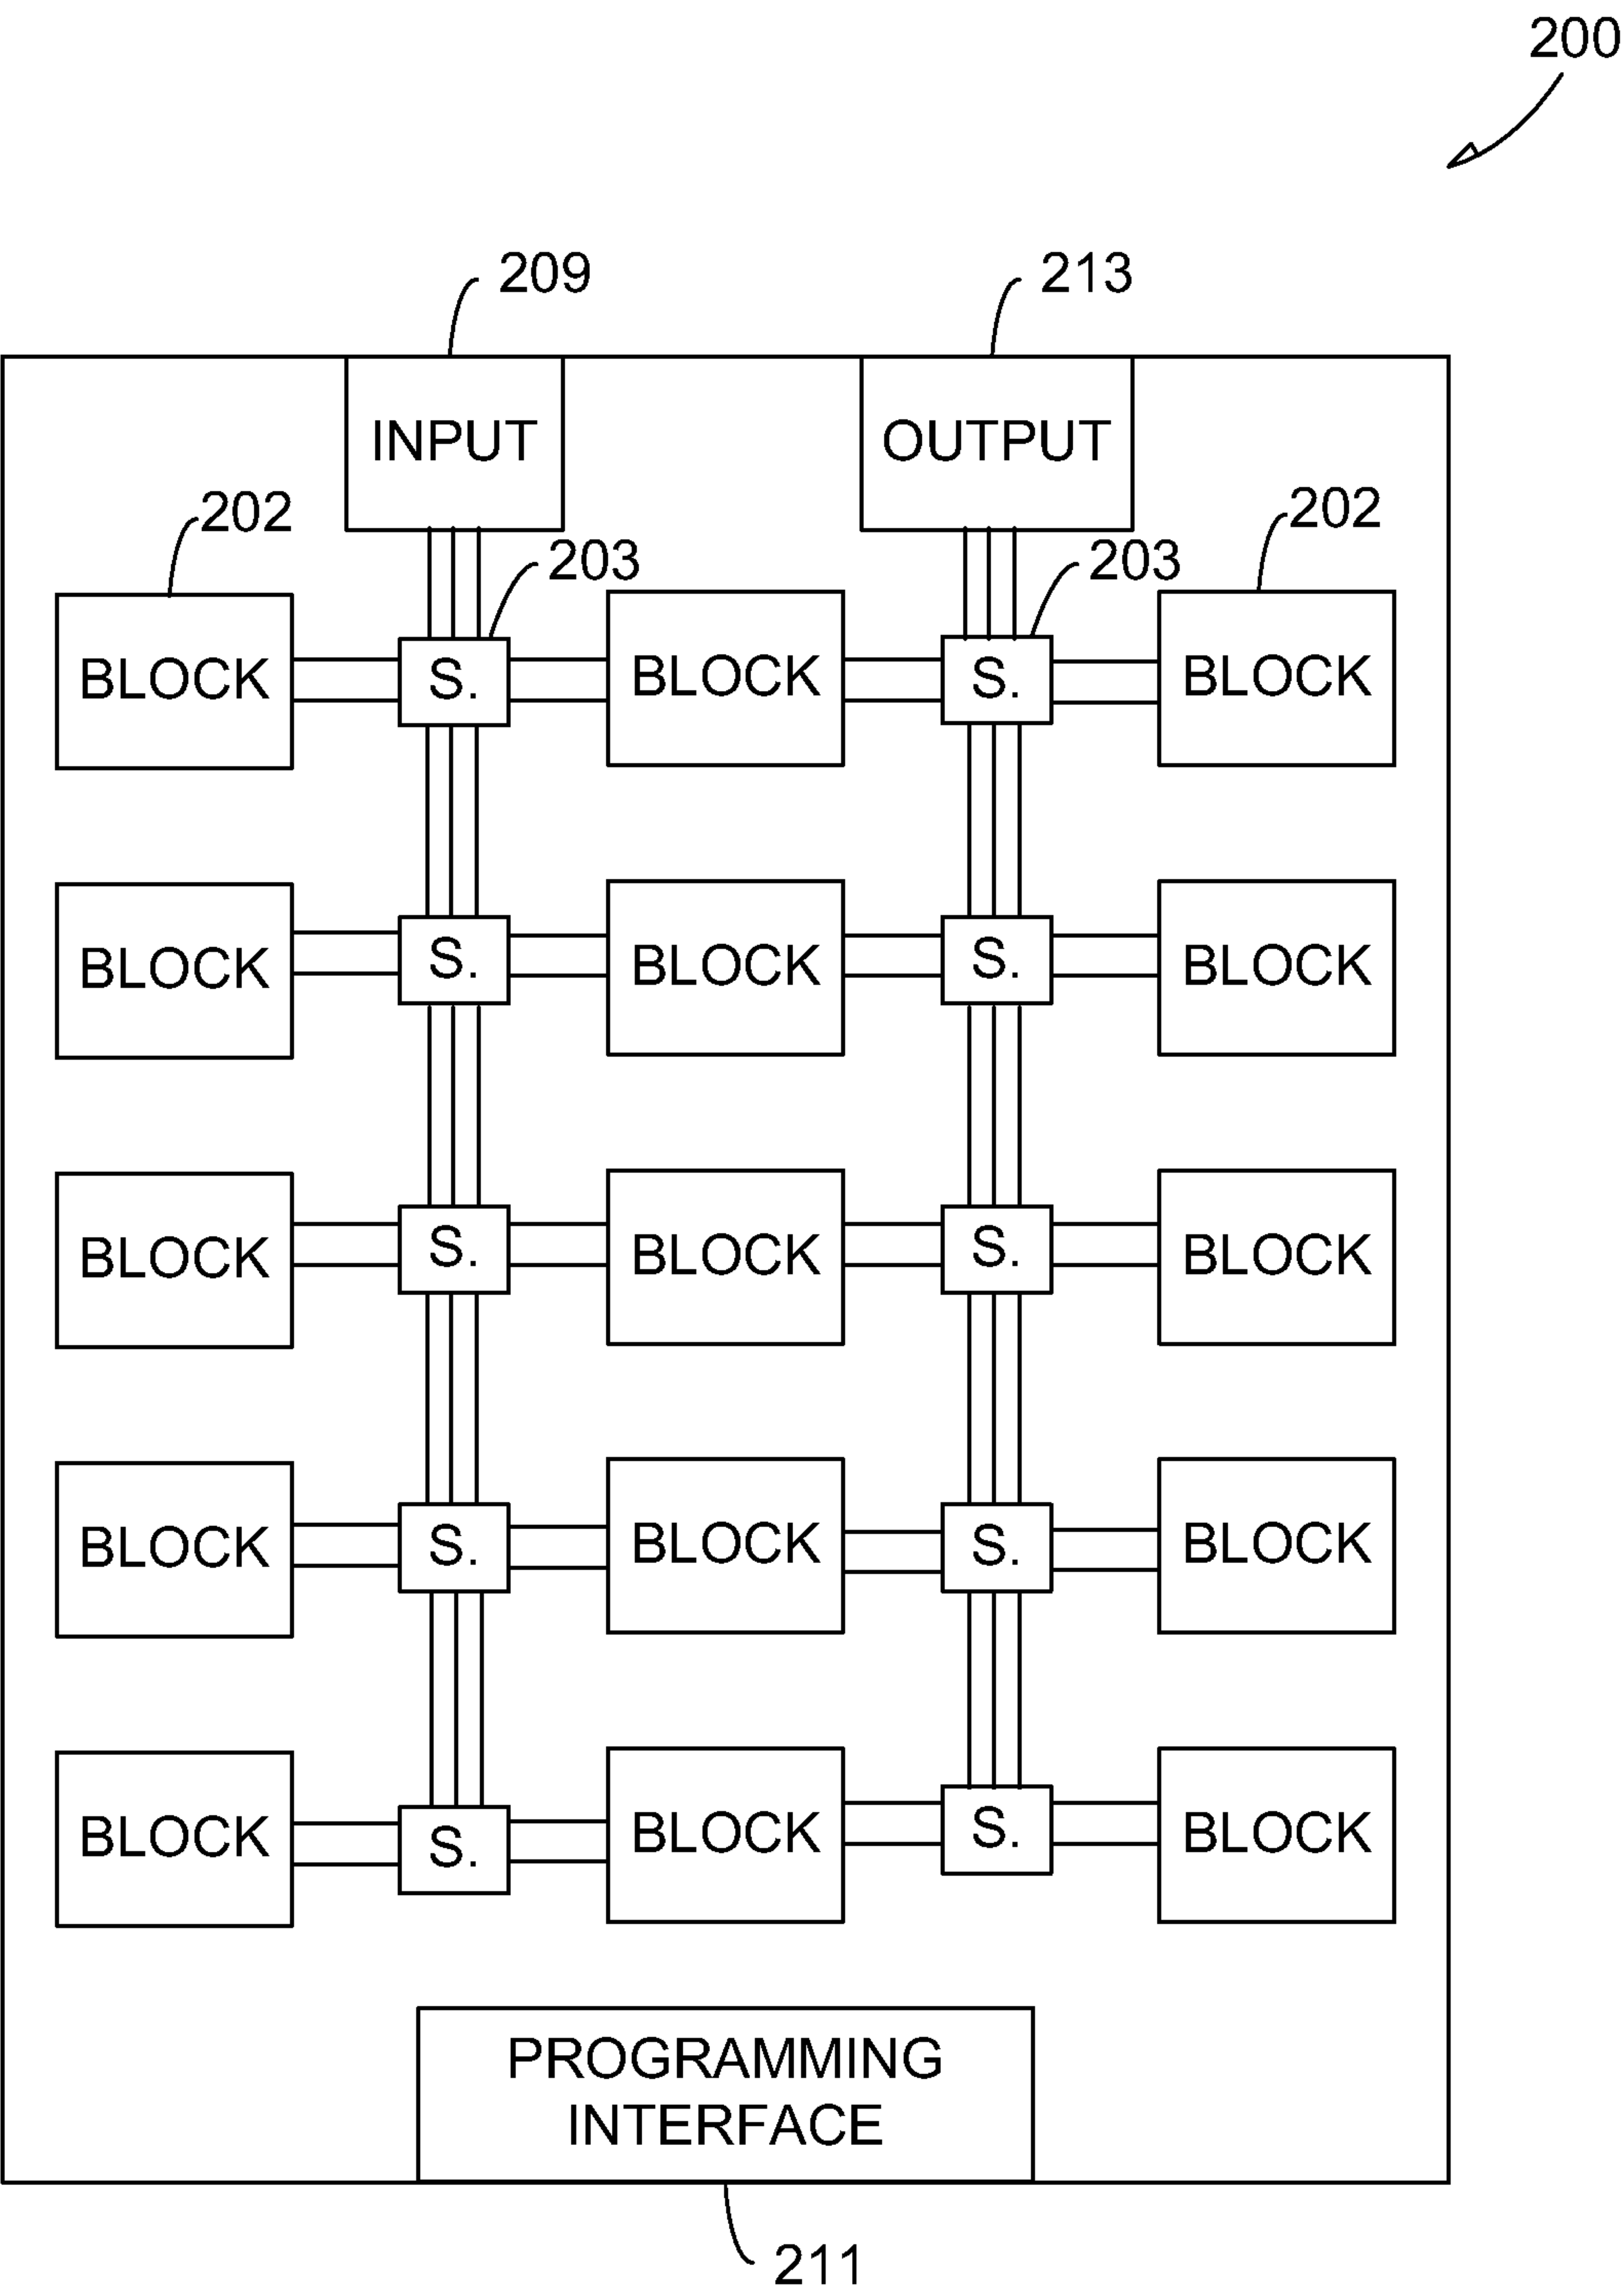 200
209
213
INPUT
OUTPUT
202
202
203
203
BLOCK
S.
BLOCK
S.
BLOCK
BLOCK
S.
BLOCK
S.
BLOCK
BLOCK
S.
BLOCK
S.
BLOCK
BLOCK
S.
BLOCK
S.
BLOCK
BLOCK
S.
BLOCK
S.
BLOCK
PROGRAMMING
INTERFACE
211